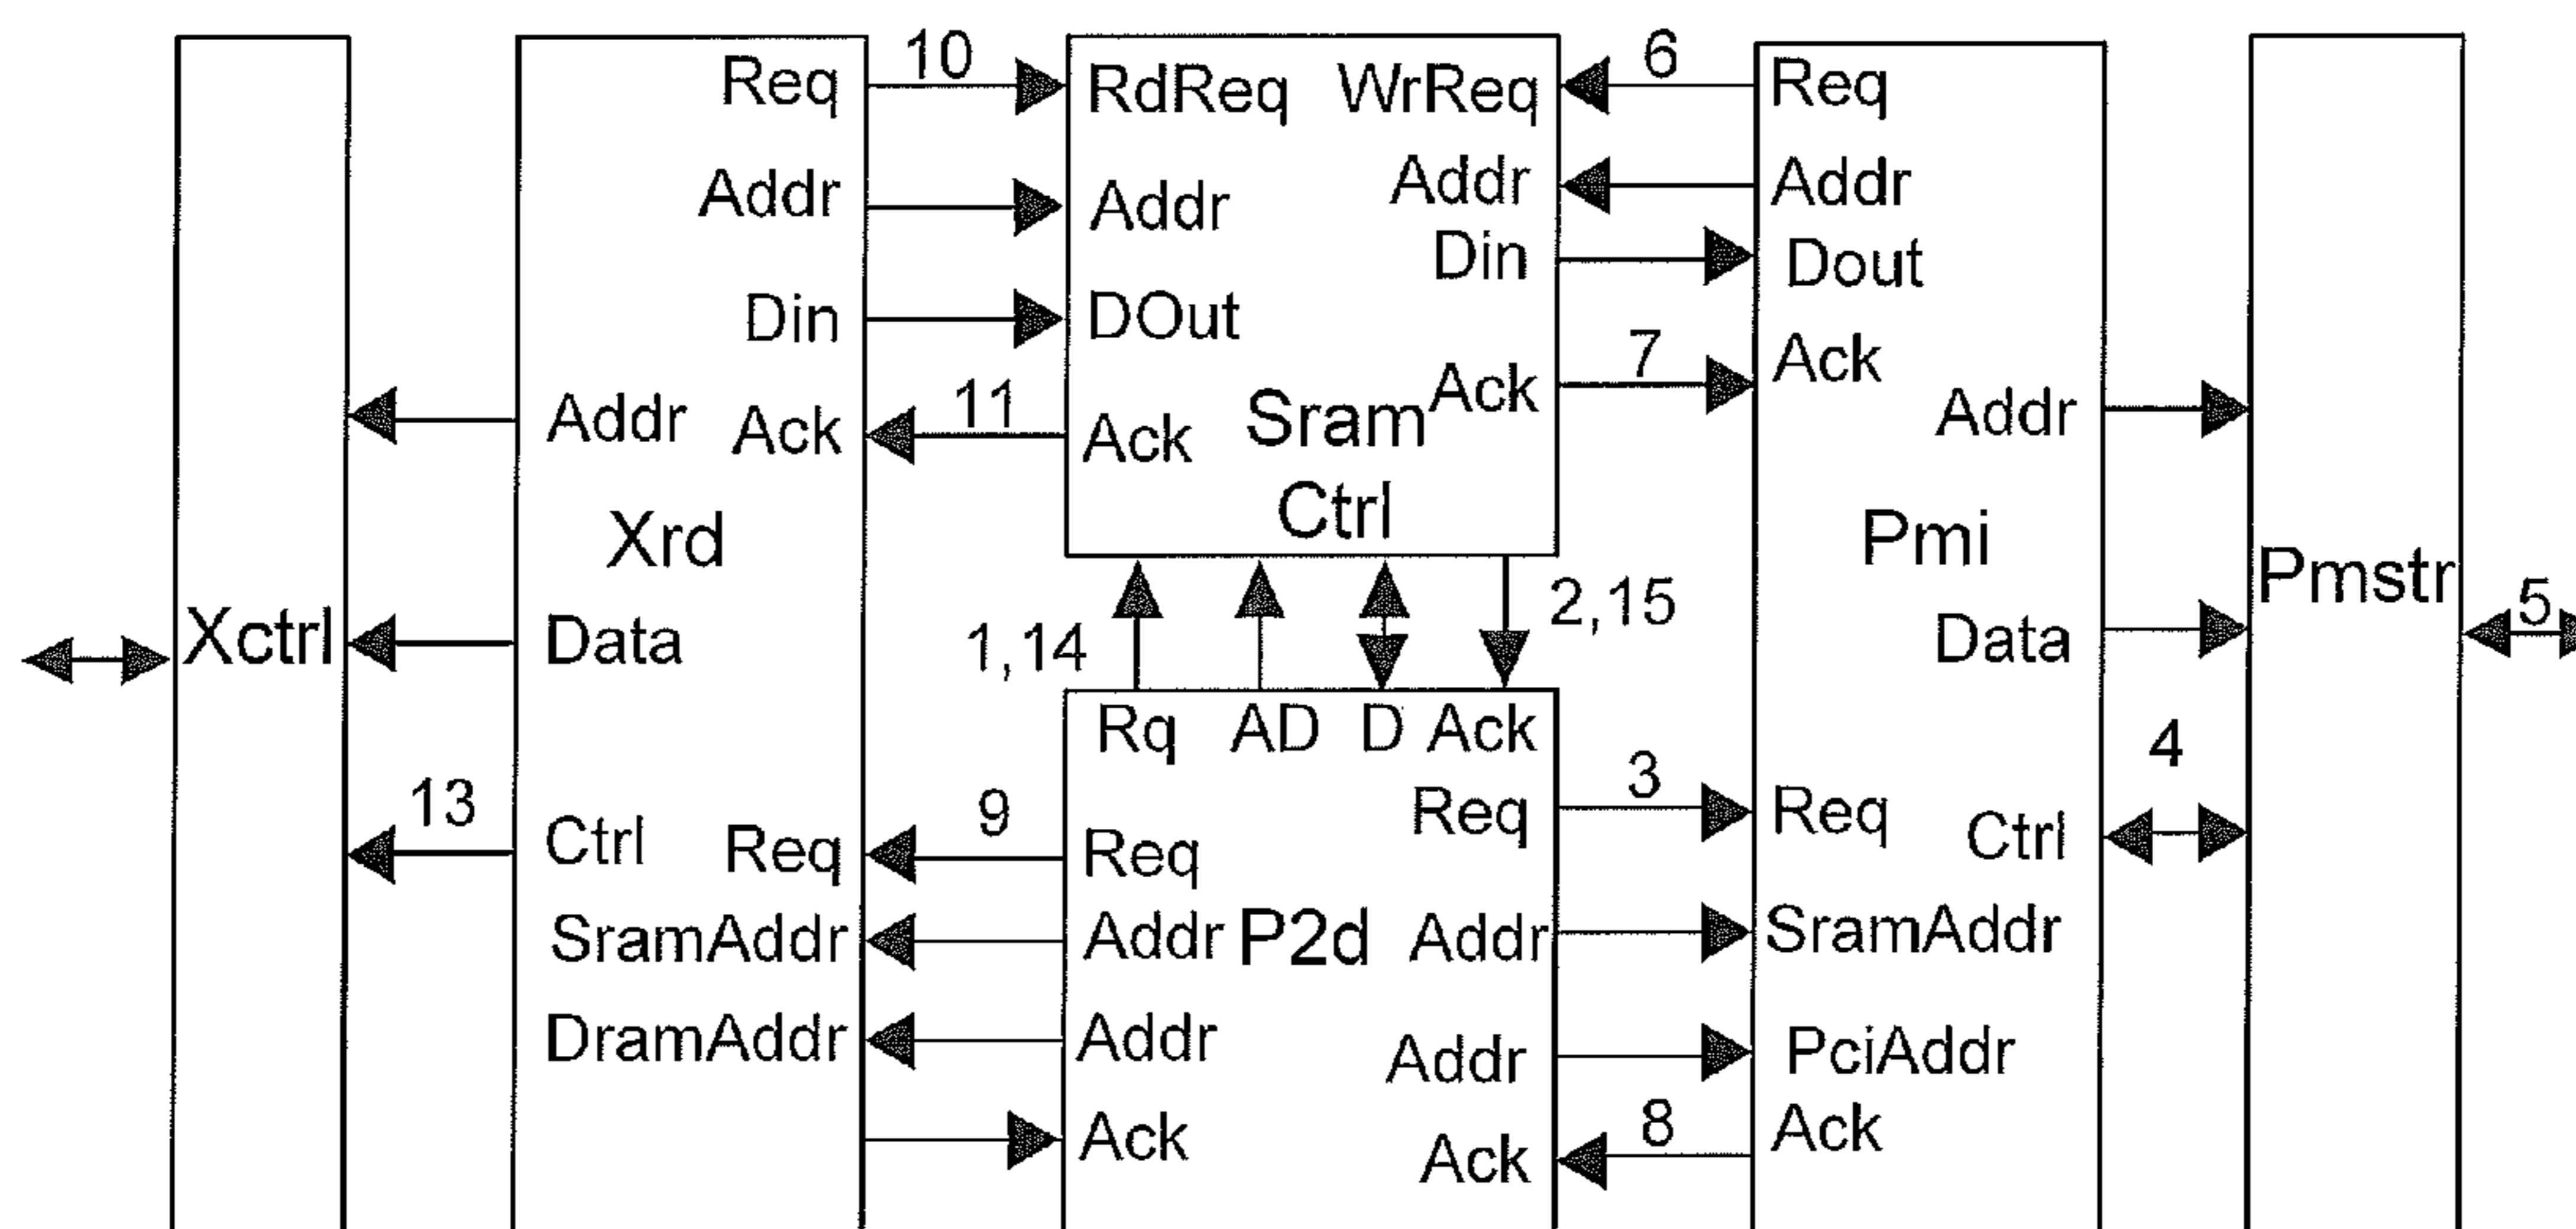 10
6
Req
RdReq
WrReq
Req
Addr
Addr
Addr
Addr
Din
DOut
Din
Dout
7
Ack
11
Addr
Ack
Ack
Sram
Ctrl
Ack
Addr
Xrd
Pmi
Pmstr
Xctrl
Data
1,14
2,15
Data
5
Rq
AD
D
Ack
13
9
3
4
Ctrl
Req
Req
Req
Req
Ctrl
SramAddr
Addr
P2d
Addr
SramAddr
DramAddr
Addr
Addr
PciAddr
Ack
Ack
8
Ack